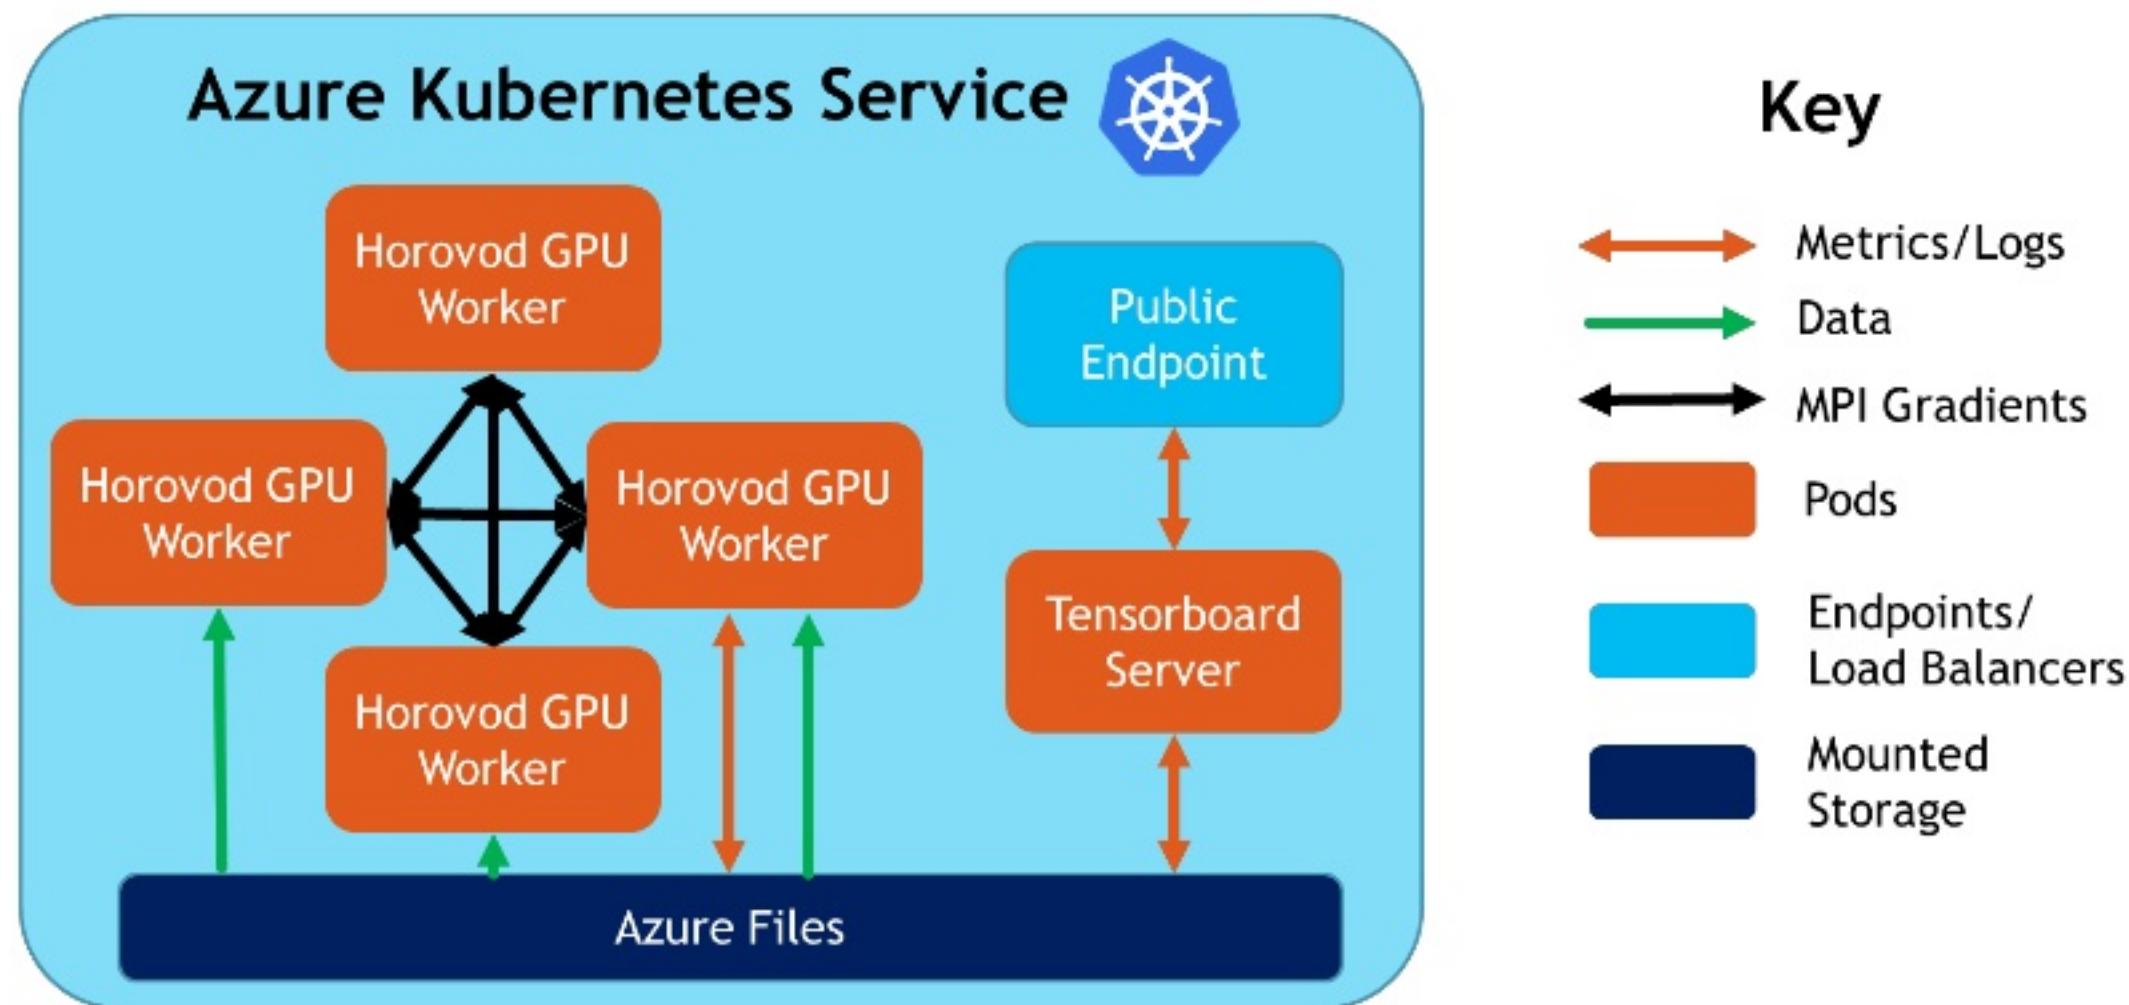 Azure Kubernetes Service
Horovod GPU
Worker
Horovod GPU
Worker
Horovod GPU
Worker
Horovod GPU
Worker
Public
Endpoint
Tensorboard
Server
Azure Files
Key
Metrics/Logs
Data
MPI Gradients
Pods
Endpoints/
Load Balancers
Mounted
Storage